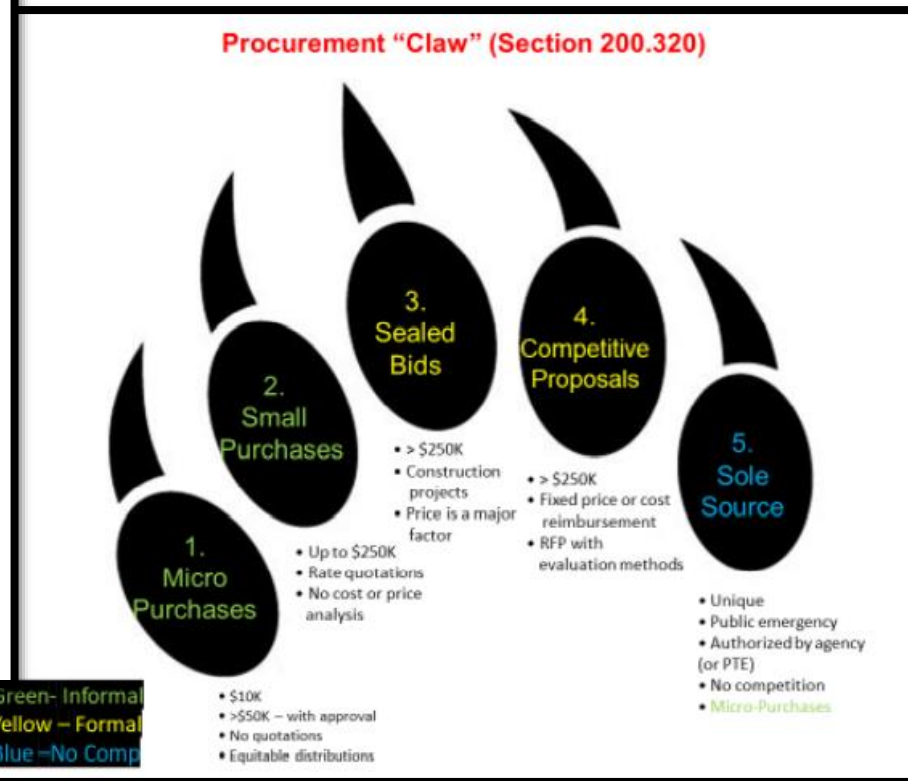 Procurement “Claw” (Section 200.320)
1.
Micro
Purchases
• $10K
• >$50K – with approval
• No quotations
• Equitable distributions
2.
Small
Purchases
• Up to $250K
• Rate quotations
• No cost or price
analysis
3.
Sealed
Bids
• > $250K
• Construction
projects
• Price is a major
factor
4.
Competitive
Proposals
• > $250K
• Fixed price or cost
reimbursement
• RFP with
evaluation methods
5.
Sole
Source
• Unique
• Public emergency
• Authorized by agency
(or PTE)
• No competition
• Micro-Purchases
Green- Informal
Yellow – Formal
Blue –No Comp